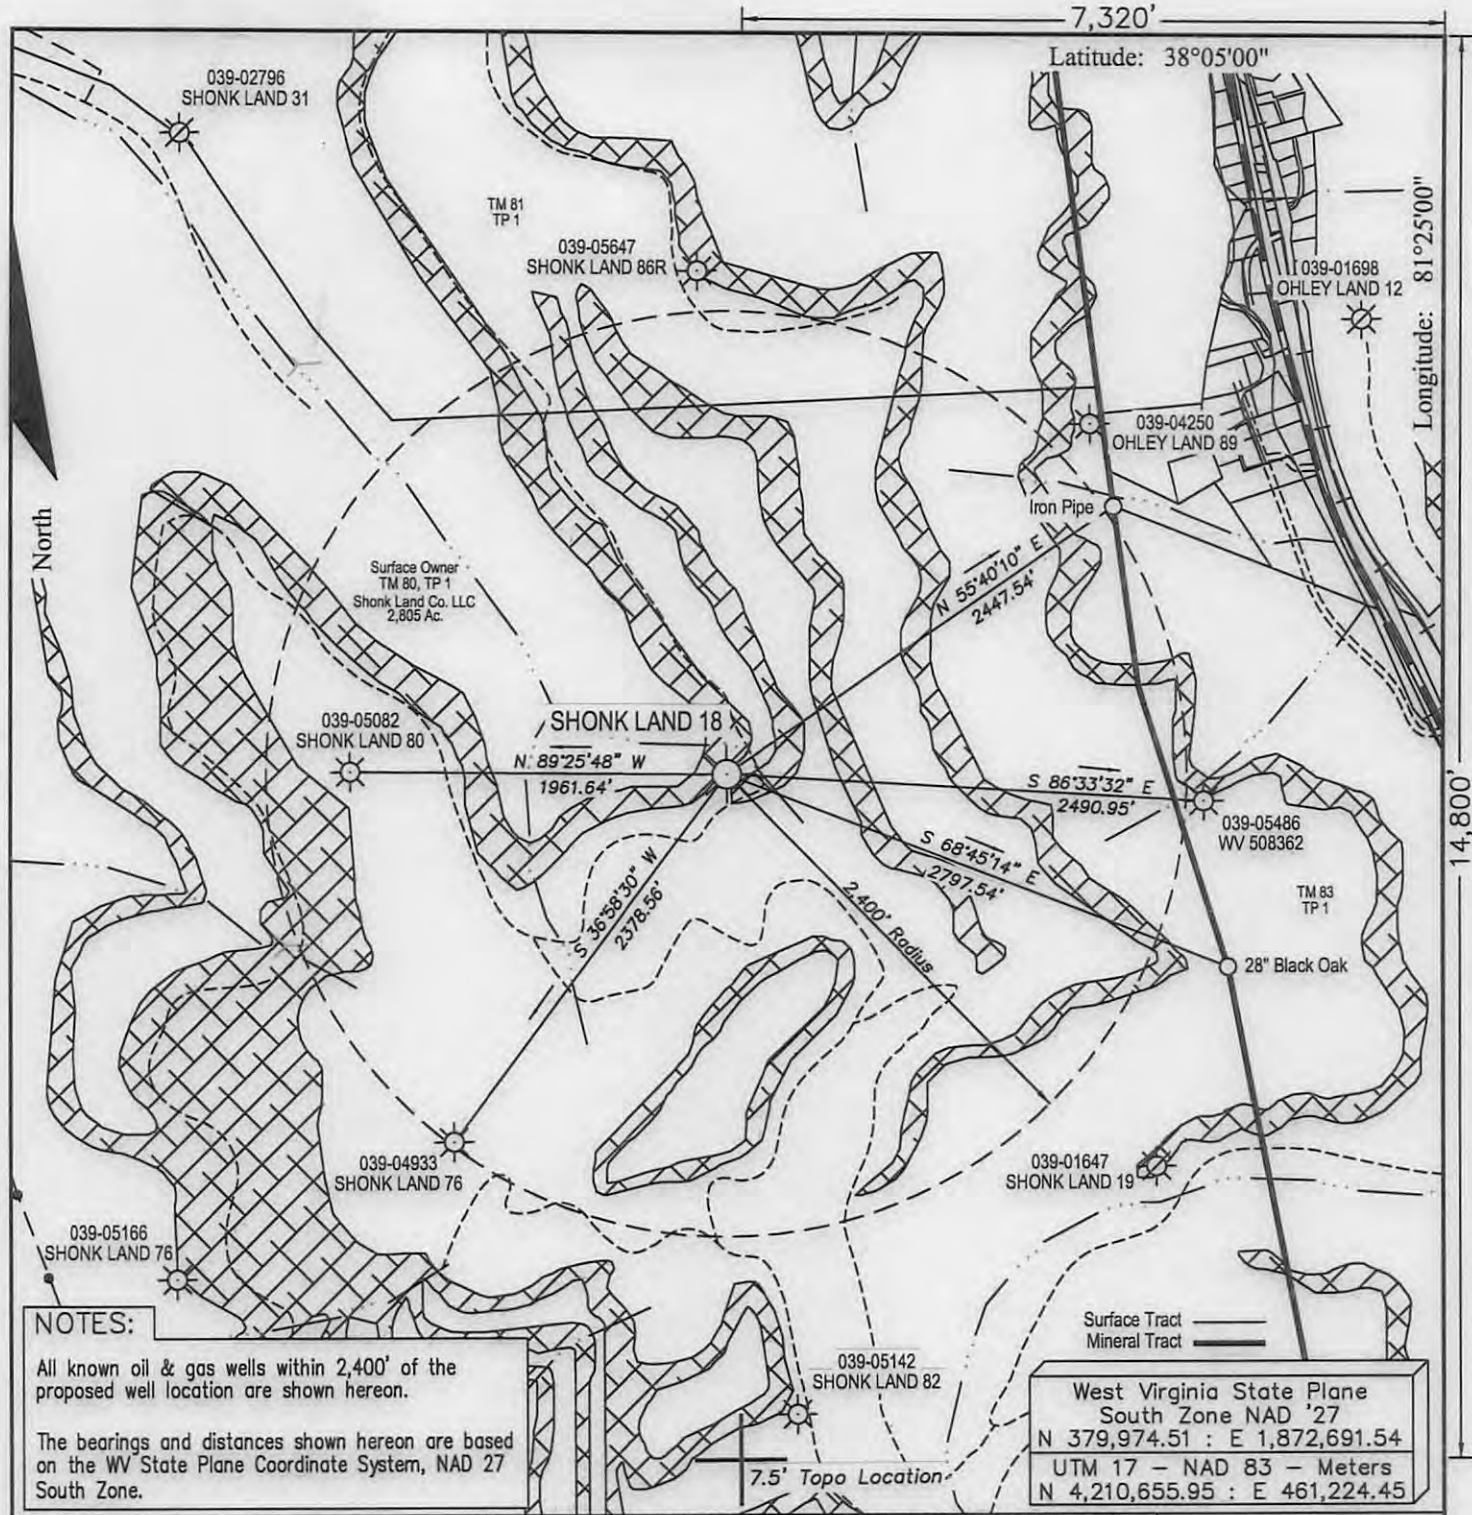 7,320'
Latitude: 38°05'00"
039-02796
SHONK LAND 31
TM 81
TP 1
039-05647
SHONK LAND 86R
039-01698
OHLEY LAND 12
Longitude: 81°25'00"
039-04250
OHLEY LAND 89
Iron Pipe
North
Surface Owner
TM 80, TP 1
Shonk Land Co. LLC
2,805 Ac.
N 55°40'10" E
2447.54'
SHONK LAND 18
039-05082
SHONK LAND 80
N 89°25'48" W
1961.64'
S 86°33'32" E
2490.95'
039-05486
WV 508362
14,800'
S 68°45'14" E
2797.54'
TM 83
TP 1
S 36°58'30" W
2378.56'
2,400' Radius
28" Black Oak
039-04933
SHONK LAND 76
039-01647
SHONK LAND 19
039-05166
SHONK LAND 76
NOTES:
All known oil & gas wells within 2,400' of the
proposed well location are shown hereon.
The bearings and distances shown hereon are based
on the WV State Plane Coordinate System, NAD 27
South Zone.
039-05142
SHONK LAND 82
7.5' Topo Location
Surface Tract
Mineral Tract
West Virginia State Plane
South Zone NAD '27
N 379,974.51 : E 1,872,691.54
UTM 17 - NAD 83 - Meters
N 4,210,655.95 : E 461,224.45